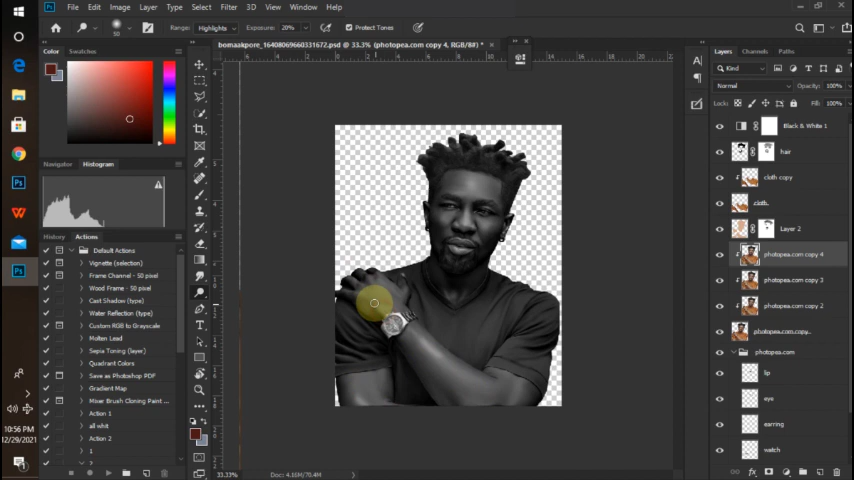 File Edit Image Layer Type Select Filter 3D View Window Help
50 Range: Highlights Exposure: 20% Protect Tones
bomaakpore_16408069660331672.psd @ 33.3% (photopea.com copy 4, RGB/8#) *
Color Swatches
Navigator Histogram
History Actions
Default Actions
Vignette (selection)
Frame Channel - 50 pixel
Wood Frame - 50 pixel
Cast Shadow (type)
Water Reflection (type)
Custom RGB to Grayscale
Molten Lead
Sepia Toning (layer)
Quadrant Colors
Save as Photoshop PDF
Gradient Map
Mixer Brush Cloning Paint ...
Action 1
all whit
Action 2
1
2
Layers Channels Paths
Kind
Normal Opacity: 100%
Lock: Fill: 100%
Black & White 1
hair
cloth copy
cloth.
Layer 2
photopea.com copy 4
photopea.com copy 3
photopea.com copy 2
photopea.com copy...
photopea.com
lip
eye
earring
watch
33.33% Doc: 4.16M/70.4M
10:56 PM
12/29/2021